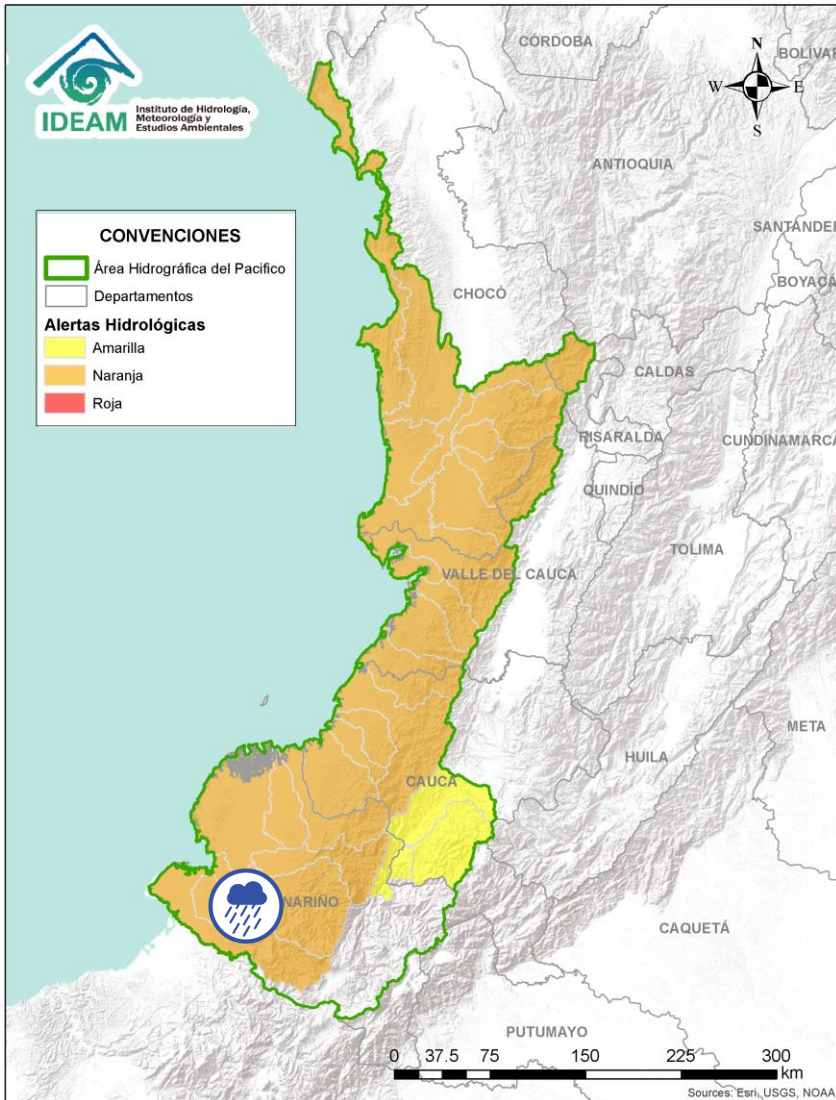 IDEAM
Instituto de Hidrología,
Meteorología y
Estudios Ambientales
CÓRDOBA
BOLÍVAR
N
W E
S
ANTIOQUIA
SANTANDER
CONVENCIONES
Área Hidrográfica del Pacifico
Departamentos
Alertas Hidrológicas
Amarilla
Naranja
Roja
BOYACÁ
CHOCÓ
CALDAS
RISARALDA
CUNDINAMARCA
QUINDÍO
TOLIMA
VALLE DEL CAUCA
META
HUILA
CAUCA
NARIÑO
CAQUETÁ
PUTUMAYO
0 37.5 75 150 225 300
km
Sources: Esri, USGS, NOAA